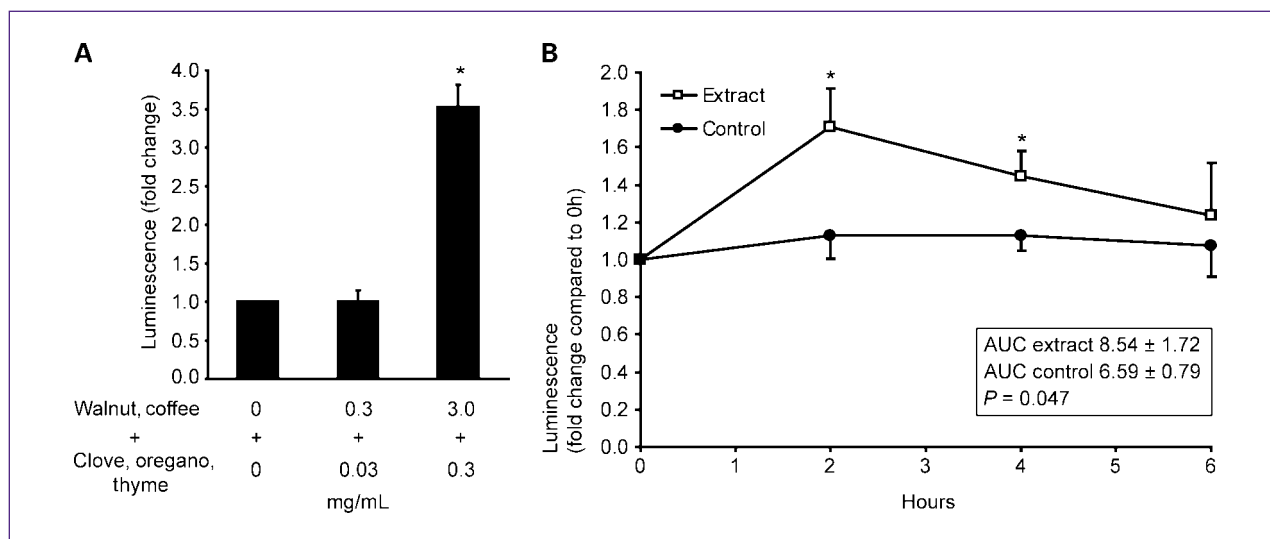 A
Luminescence (fold change)
4.0
3.5
3.0
2.5
2.0
1.5
1.0
0.5
0.0
*
Walnut, coffee 0 0.3 3.0
+ + + +
Clove, oregano, 0 0.03 0.3
thyme
mg/mL
B
Luminescence
(fold change compared to 0h)
2.0
1.8
1.6
1.4
1.2
1.0
0.8
0.6
0.4
0.2
0.0
Extract
Control
*
*
AUC extract 8.54 ± 1.72
AUC control 6.59 ± 0.79
P = 0.047
0 1 2 3 4 5 6
Hours